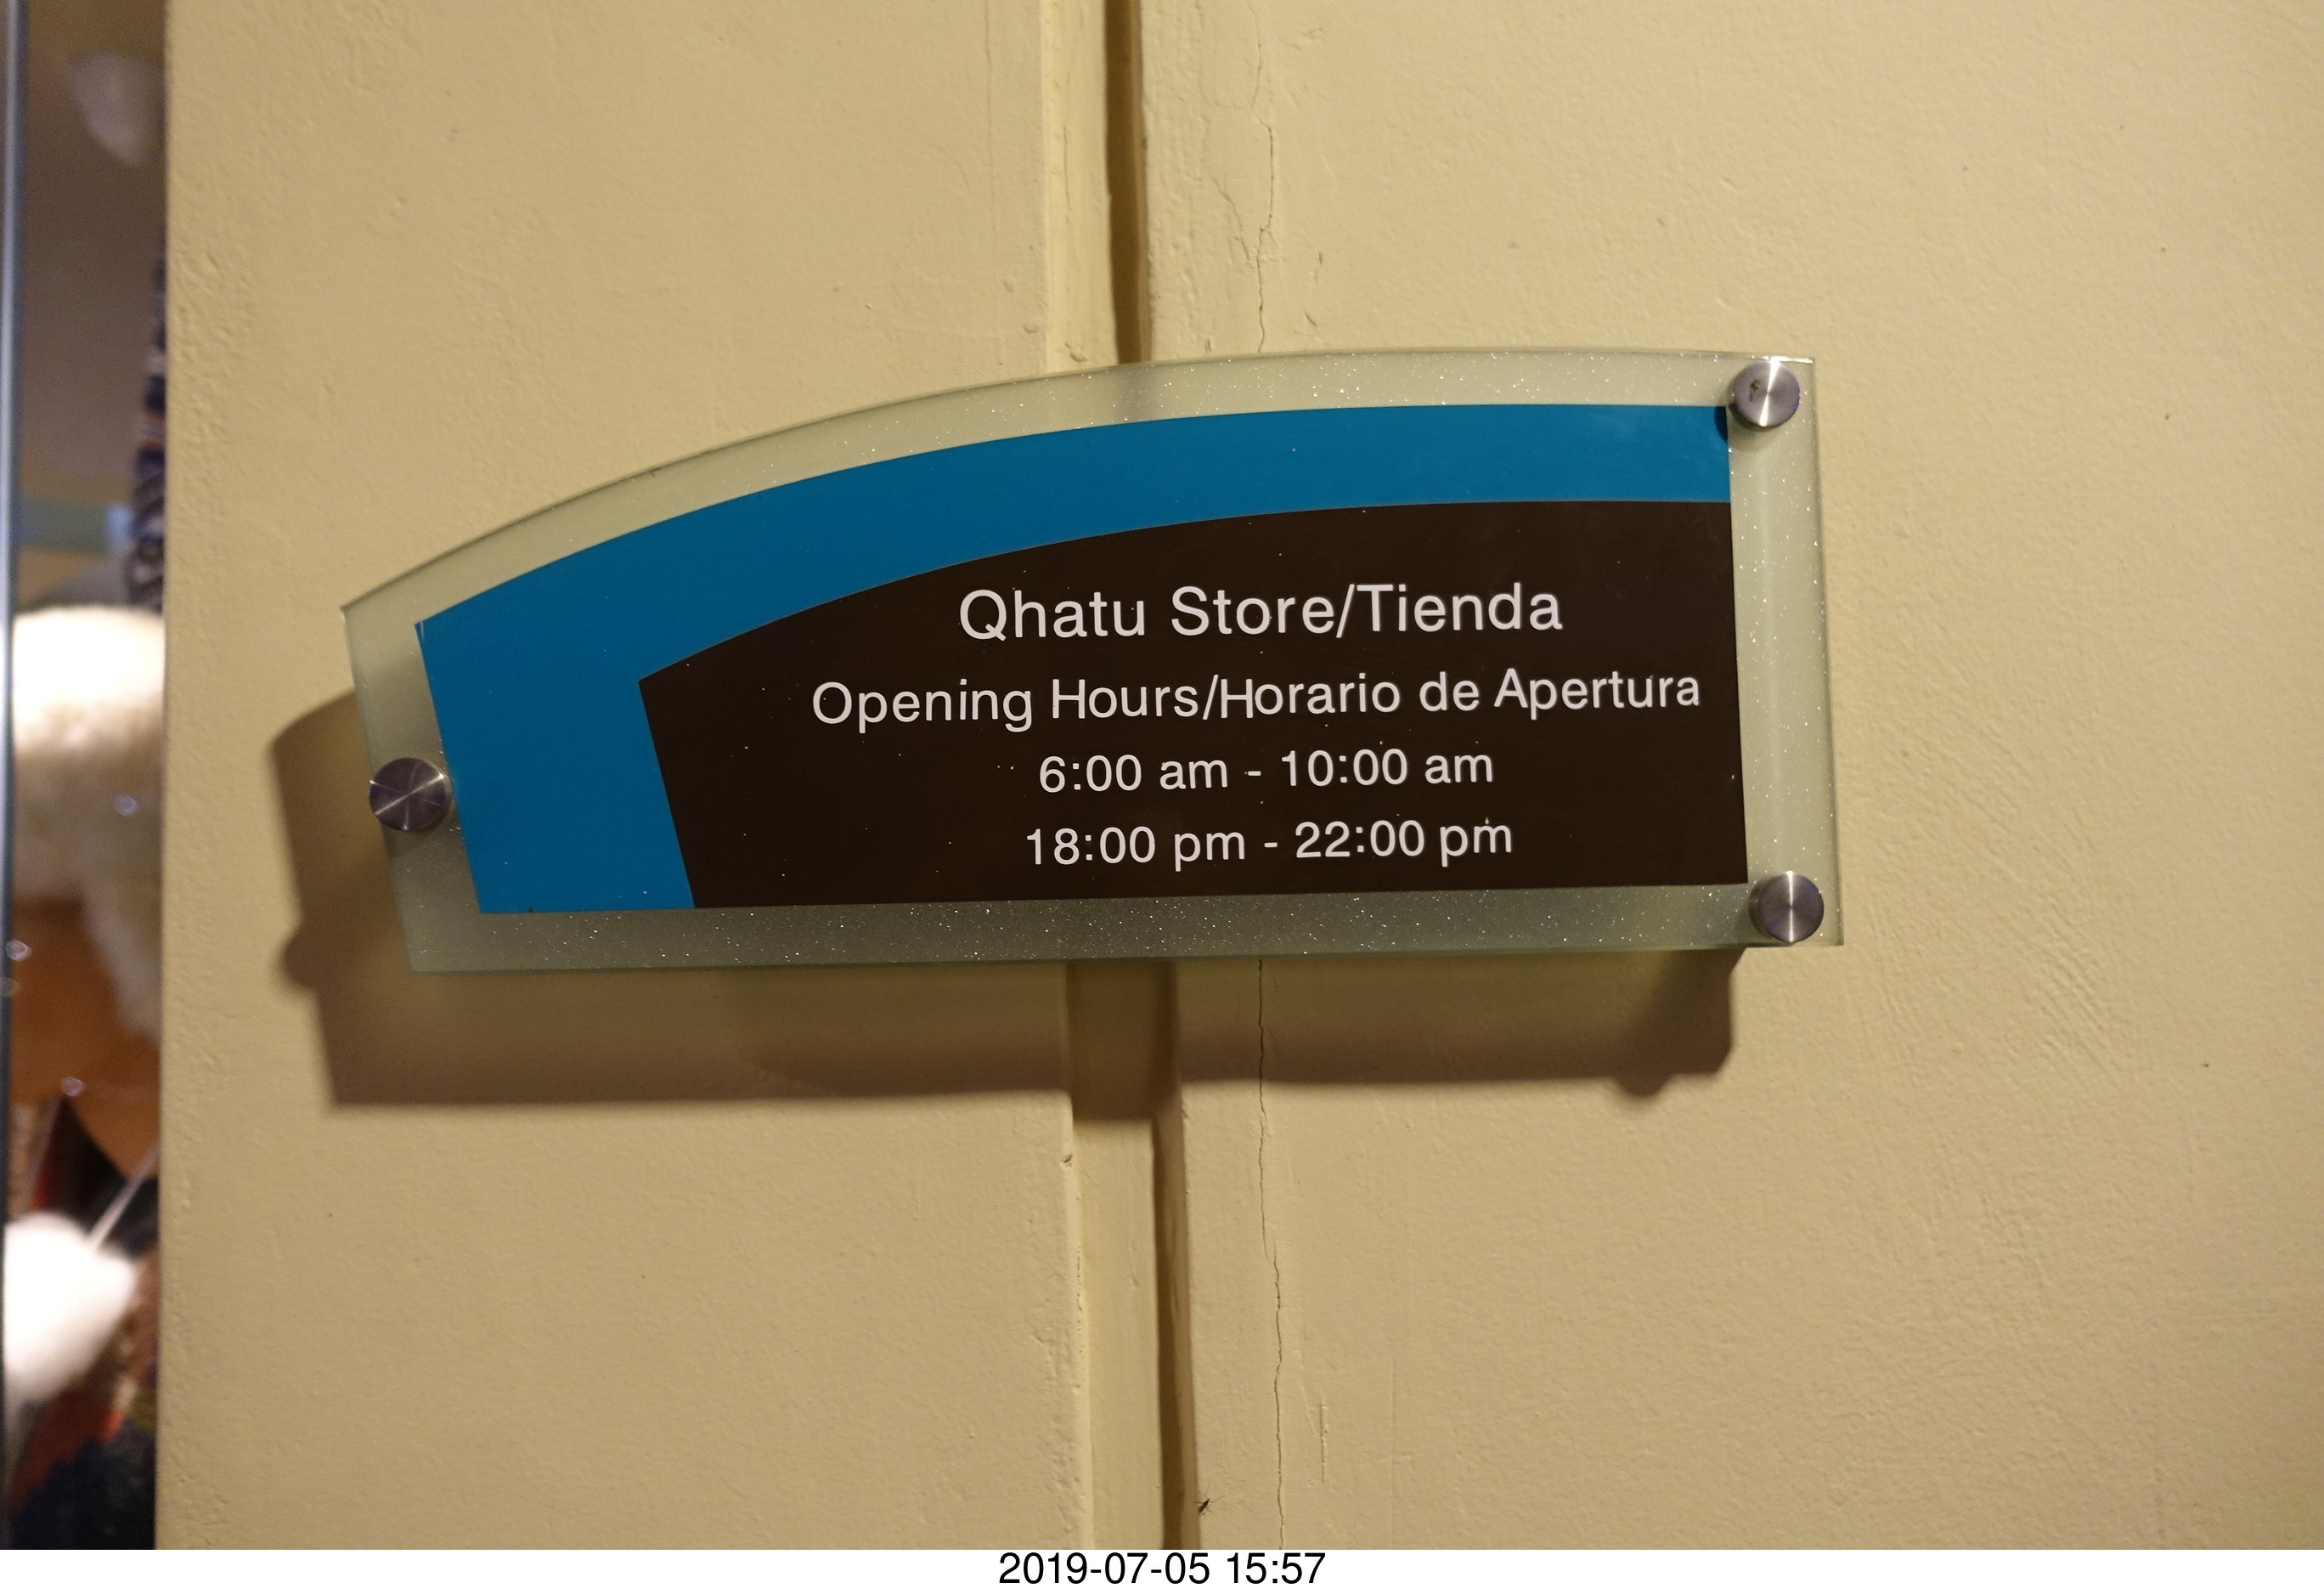 Qhatu Store/Tienda
Opening Hours/Horario de Apertura
6:00 am - 10:00 am
18:00 pm - 22:00 pm
2019-07-05 15:57